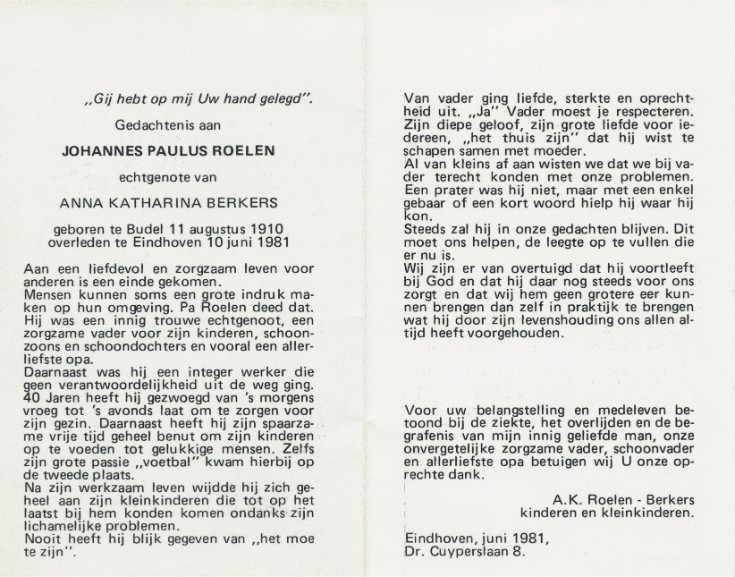 „Gij hebt op mij Uw hand gelegd”.
Gedachtenis aan
JOHANNES PAULUS ROELEN
echtgenote van
ANNA KATHARINA BERKERS
geboren te Budel 11 augustus 1910
overleden te Eindhoven 10 juni 1981
Aan een liefdevol en zorgzaam leven voor
anderen is een einde gekomen.
Mensen kunnen soms een grote indruk ma-
ken op hun omgeving. Pa Roelen deed dat.
Hij was een innig trouwe echtgenoot, een
zorgzame vader voor zijn kinderen, schoon-
zoons en schoondochters en vooral een aller-
liefste opa.
Daarnaast was hij een integer werker die
geen verantwoordelijkheid uit de weg ging.
40 Jaren heeft hij gezwoegd van 's morgens
vroeg tot 's avonds laat om te zorgen voor
zijn gezin. Daarnaast heeft hij zijn spaarza-
me vrije tijd geheel benut om zijn kinderen
op te voeden tot gelukkige mensen. Zelfs
zijn grote passie „voetbal” kwam hierbij op
de tweede plaats.
Na zijn werkzaam leven wijdde hij zich ge-
heel aan zijn kleinkinderen die tot op het
laatst bij hem konden komen ondanks zijn
lichamelijke problemen.
Nooit heeft hij blijk gegeven van „het moe
te zijn”.
Van vader ging liefde, sterkte en oprecht-
heid uit. „Ja” Vader moest je respecteren.
Zijn diepe geloof, zijn grote liefde voor ie-
dereen, „het thuis zijn” dat hij wist te
schapen samen met moeder.
Al van kleins af aan wisten we dat we bij va-
der terecht konden met onze problemen.
Een prater was hij niet, maar met een enkel
gebaar of een kort woord hielp hij waar hij
kon.
Steeds zal hij in onze gedachten blijven. Dit
moet ons helpen, de leegte op te vullen die
er nu is.
Wij zijn er van overtuigd dat hij voortleeft
bij God en dat hij daar nog steeds voor ons
zorgt en dat wij hem geen grotere eer kun-
nen brengen dan zelf in praktijk te brengen
wat hij door zijn levenshouding ons allen al-
tijd heeft voorgehouden.
Voor uw belangstelling en medeleven be-
toond bij de ziekte, het overlijden en de be-
grafenis van mijn innig geliefde man, onze
onvergetelijke zorgzame vader, schoonvader
en allerliefste opa betuigen wij U onze op-
rechte dank.
A.K. Roelen - Berkers
kinderen en kleinkinderen.
Eindhoven, juni 1981,
Dr. Cuyperslaan 8.